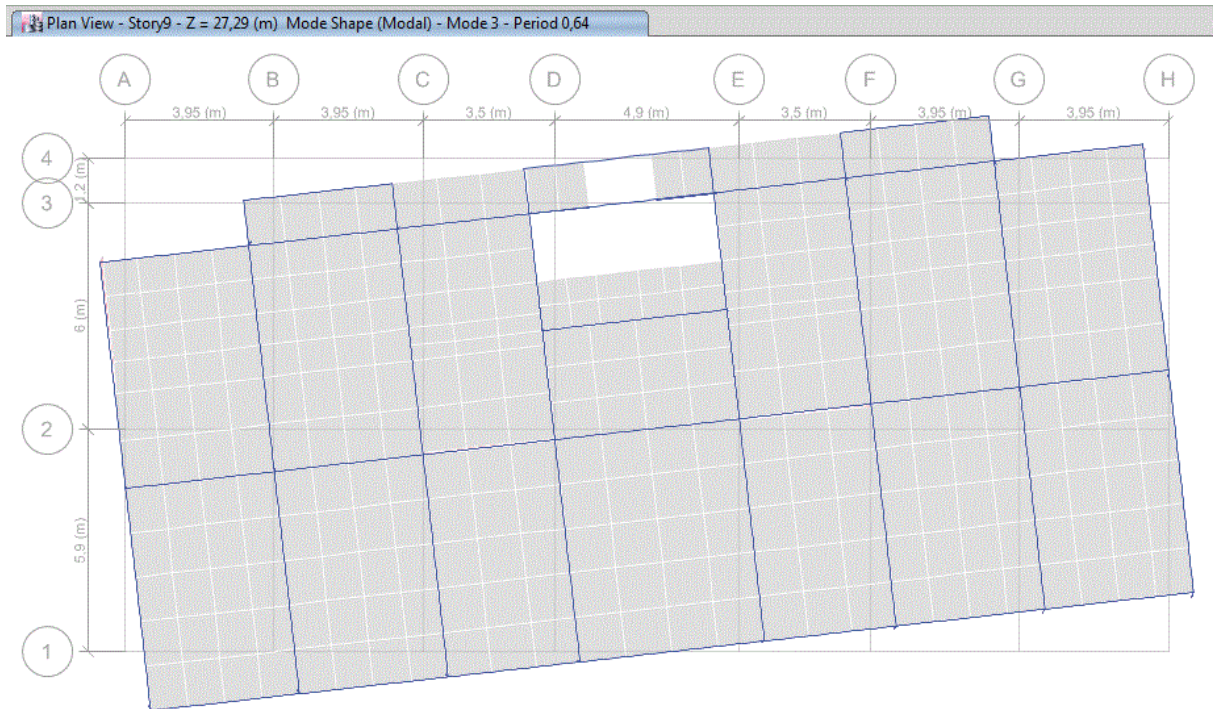 Plan View - Story9 - Z = 27,29 (m) Mode Shape (Modal) - Mode 3 - Period 0,64
A B C D E F G H
3,95 (m) 3,95 (m) 3,5 (m) 4,9 (m) 3,5 (m) 3,95 (m) 3,95 (m)
4
1,2 (m)
3
6 (m)
2
5,9 (m)
1